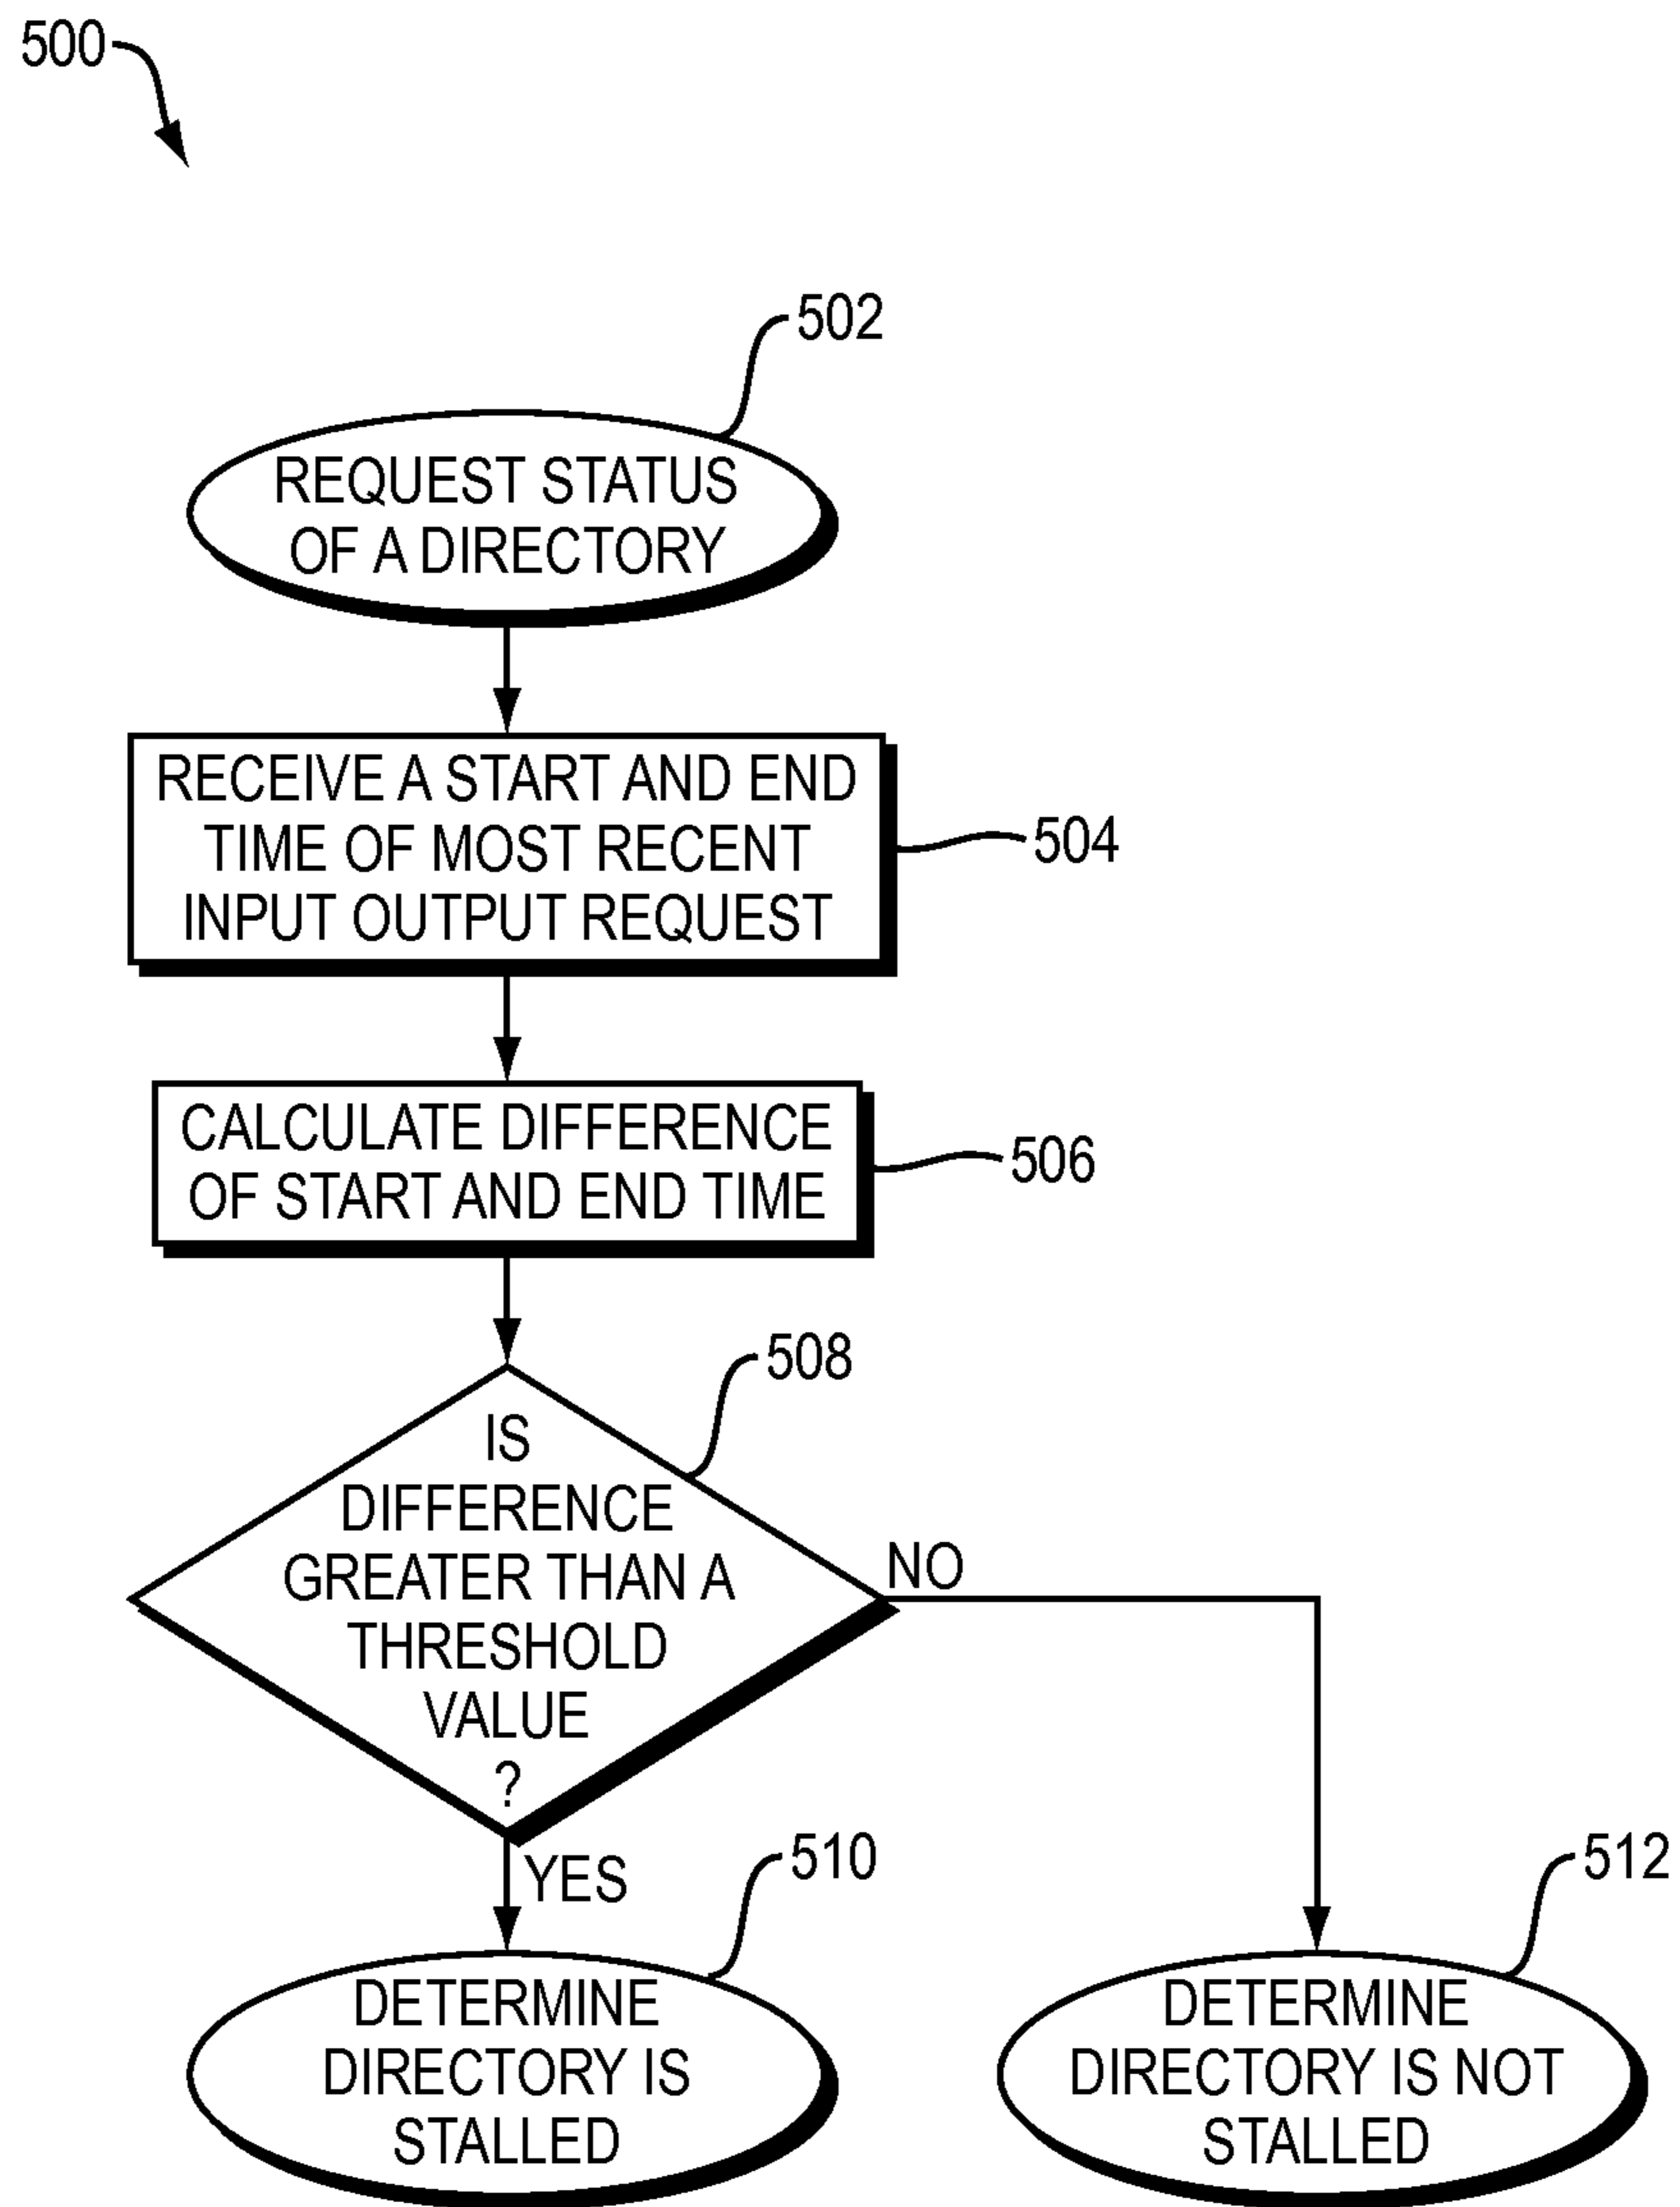 500
502
REQUEST STATUS
OF A DIRECTORY
RECEIVE A START AND END
TIME OF MOST RECENT
INPUT OUTPUT REQUEST
504
CALCULATE DIFFERENCE
OF START AND END TIME
506
508
IS
DIFFERENCE
GREATER THAN A
THRESHOLD
VALUE
?
NO
YES
510
512
DETERMINE
DIRECTORY IS
STALLED
DETERMINE
DIRECTORY IS NOT
STALLED